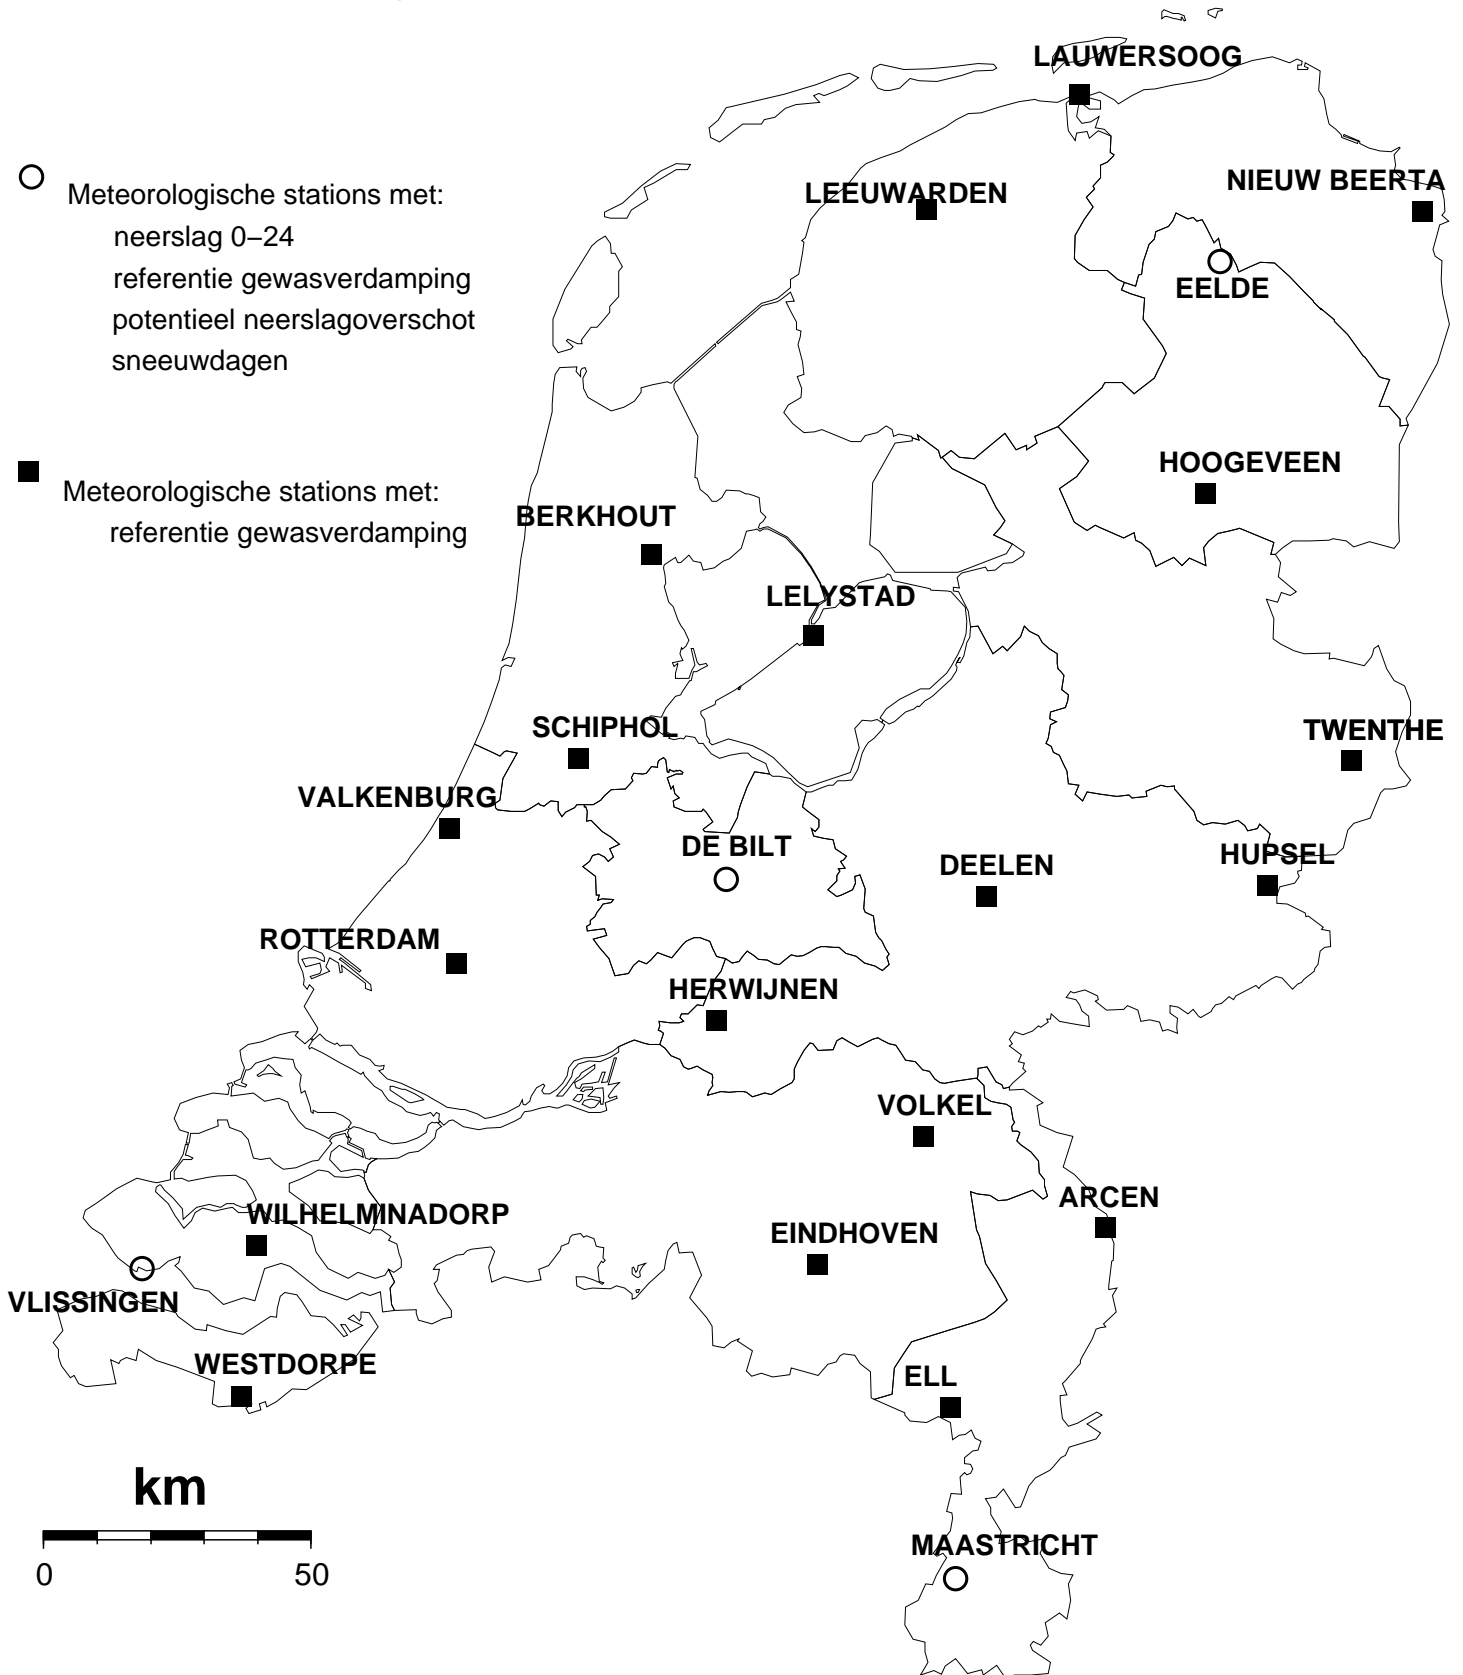 LAUWERSOOG
NIEUW BEERTA
LEEUWARDEN
Meteorologische stations met:
neerslag 0–24
referentie gewasverdamping
potentieel neerslagoverschot
sneeuwdagen
EELDE
HOOGEVEEN
Meteorologische stations met:
referentie gewasverdamping
BERKHOUT
LELYSTAD
SCHIPHOL
TWENTHE
VALKENBURG
DE BILT
HUPSEL
DEELEN
ROTTERDAM
HERWIJNEN
VOLKEL
ARCEN
WILHELMINADORP
EINDHOVEN
VLISSINGEN
WESTDORPE
ELL
km
0 50
MAASTRICHT